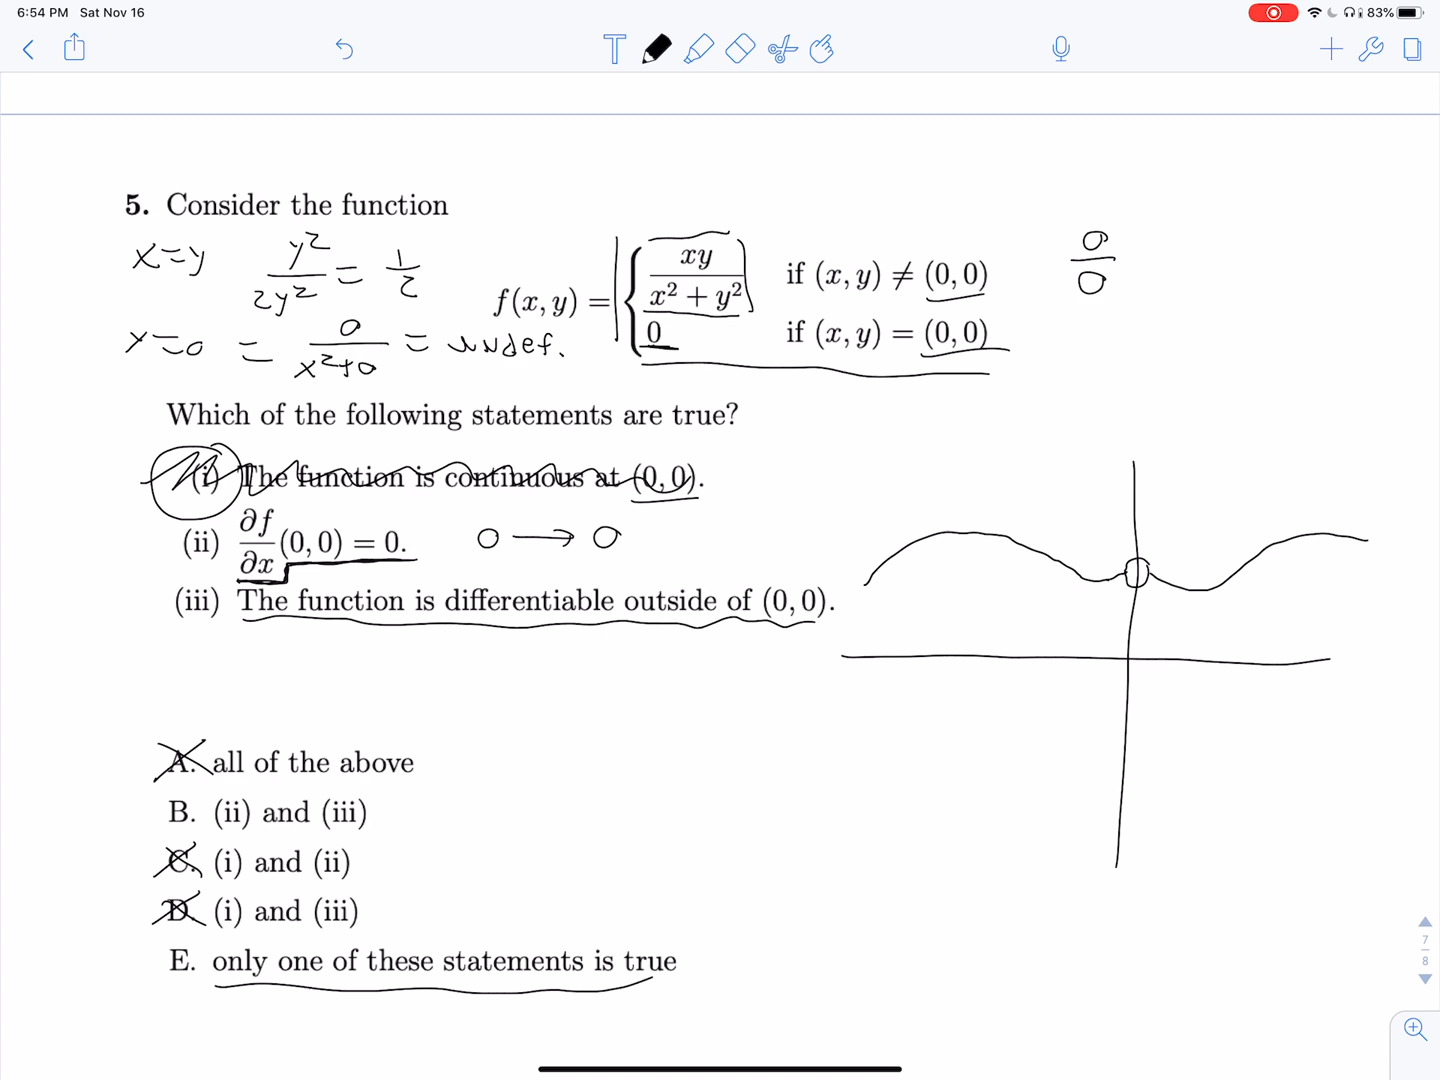 6:54 PM Sat Nov 16
83%
T
5. Consider the function
x=y y²/2y² = 1/2
f(x, y) = { xy/(x² + y²) if (x, y) ≠ (0, 0)
0 if (x, y) = (0, 0)
0/0
y=0 = 0/(x²+0) = undef.
Which of the following statements are true?
(i) The function is continuous at (0, 0).
(ii) ∂f/∂x (0, 0) = 0. 0 → 0
(iii) The function is differentiable outside of (0, 0).
A. all of the above
B. (ii) and (iii)
C. (i) and (ii)
D. (i) and (iii)
E. only one of these statements is true
7
8